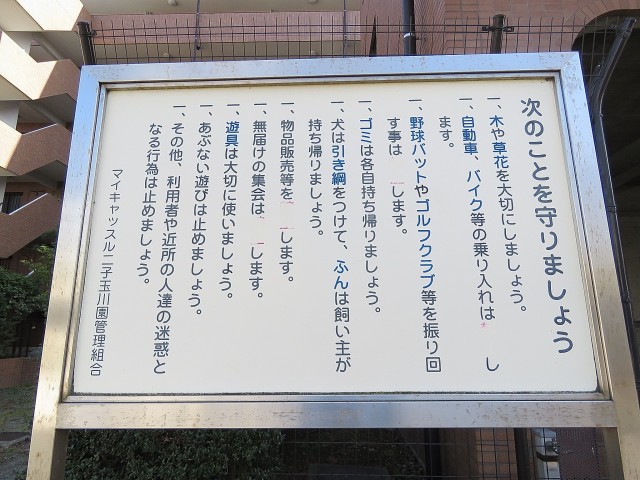 次のことを守りましょう
一、木や草花を大切にしましょう。
一、自動車、バイク等の乗り入れは し
ます。
一、野球バットやゴルフクラブ等を振り回
す事は します。
一、ゴミは各自持ち帰りましょう。
一、犬は引き綱をつけて、ふんは飼い主が
持ち帰りましょう。
一、物品販売等を します。
一、無届けの集会は、 します。
一、遊具は大切に使いましょう。
一、あぶない遊びは止めましょう。
一、その他、利用者や近所の人達の迷惑と
なる行為は止めましょう。
マイキャッスル二子玉川園管理組合